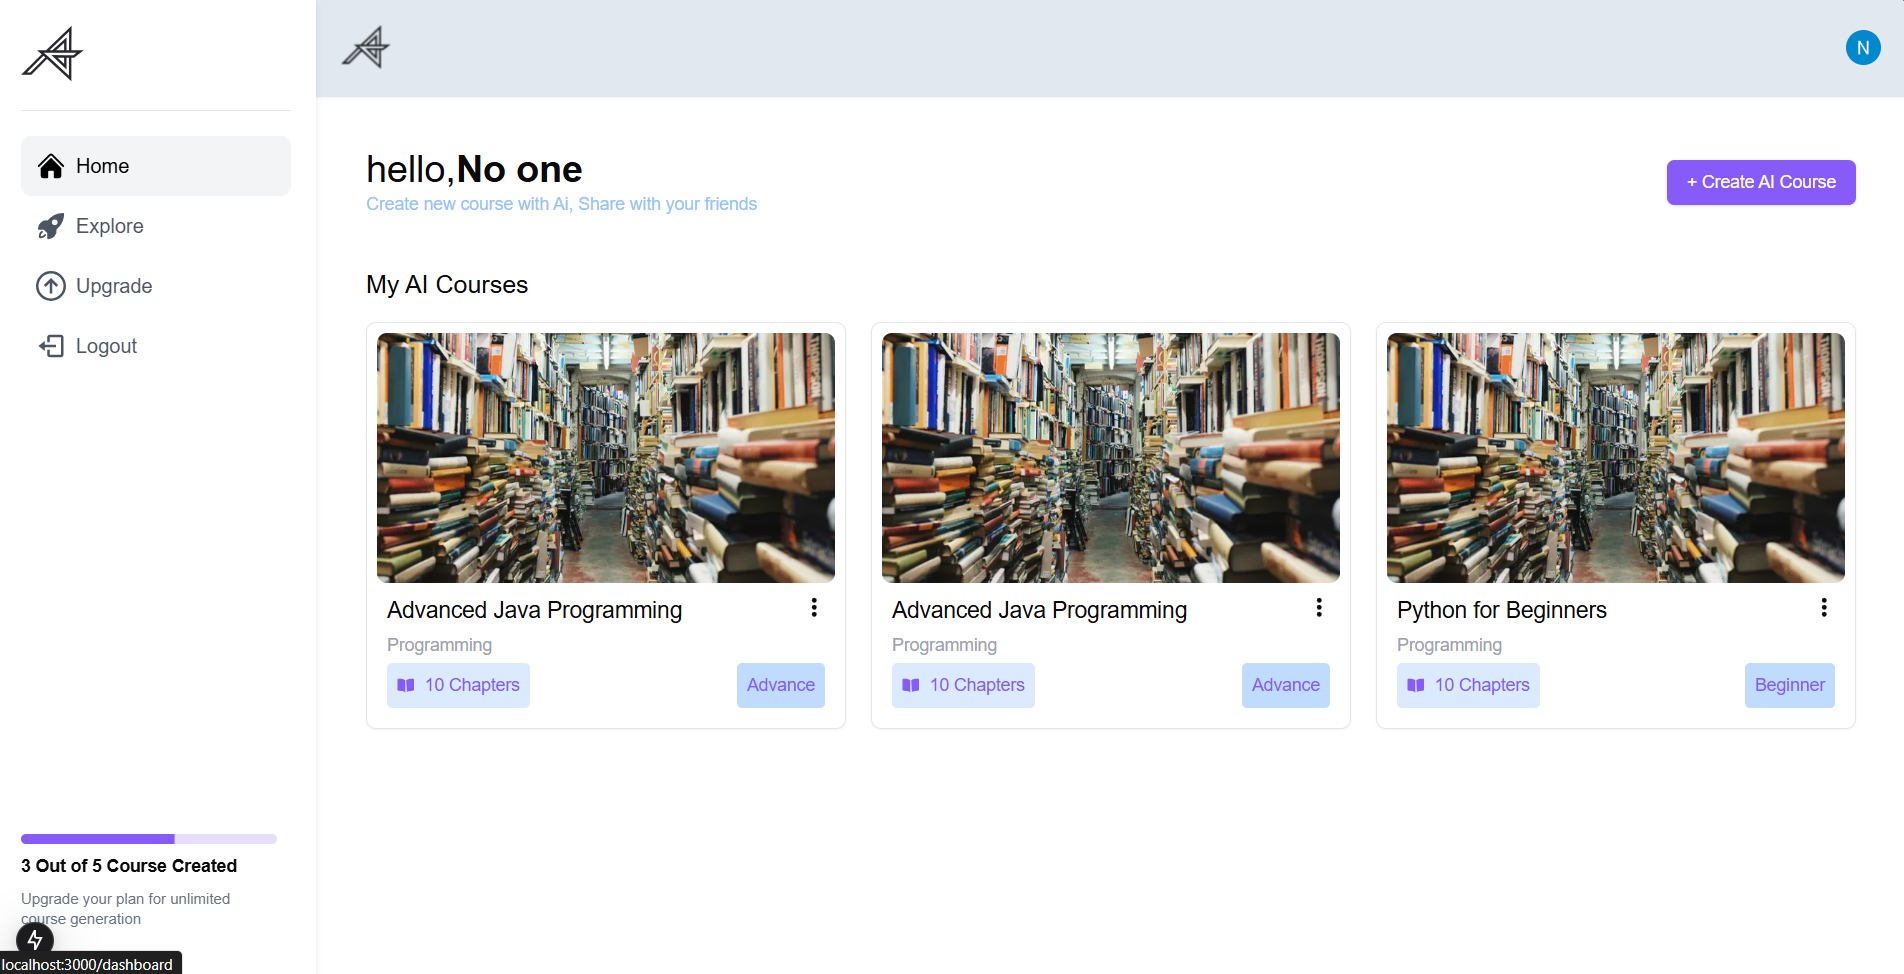 Home
Explore
Upgrade
Logout
3 Out of 5 Course Created
Upgrade your plan for unlimited
course generation
localhost:3000/dashboard
N
hello,No one
Create new course with Ai, Share with your friends
+ Create AI Course
My AI Courses
Advanced Java Programming
Programming
10 Chapters
Advance
Advanced Java Programming
Programming
10 Chapters
Advance
Python for Beginners
Programming
10 Chapters
Beginner